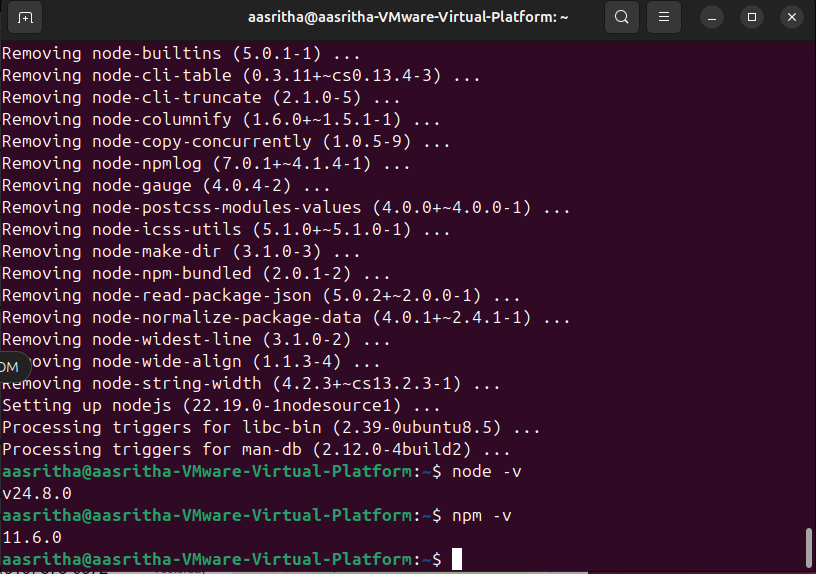 aasritha@aasritha-VMware-Virtual-Platform: ~
Removing node-builtins (5.0.1-1) ...
Removing node-cli-table (0.3.11+~cs0.13.4-3) ...
Removing node-cli-truncate (2.1.0-5) ...
Removing node-columnify (1.6.0+~1.5.1-1) ...
Removing node-copy-concurrently (1.0.5-9) ...
Removing node-npmlog (7.0.1+~4.1.4-1) ...
Removing node-gauge (4.0.4-2) ...
Removing node-postcss-modules-values (4.0.0+~4.0.0-1) ...
Removing node-icss-utils (5.1.0+~5.1.0-1) ...
Removing node-make-dir (3.1.0-3) ...
Removing node-npm-bundled (2.0.1-2) ...
Removing node-read-package-json (5.0.2+~2.0.0-1) ...
Removing node-normalize-package-data (4.0.1+~2.4.1-1) ...
Removing node-widest-line (3.1.0-2) ...
OM oving node-wide-align (1.1.3-4) ...
Removing node-string-width (4.2.3+~cs13.2.3-1) ...
Setting up nodejs (22.19.0-1nodesource1) ...
Processing triggers for libc-bin (2.39-0ubuntu8.5) ...
Processing triggers for man-db (2.12.0-4build2) ...
aasritha@aasritha-VMware-Virtual-Platform:~$ node -v
v24.8.0
aasritha@aasritha-VMware-Virtual-Platform:~$ npm -v
11.6.0
aasritha@aasritha-VMware-Virtual-Platform:~$